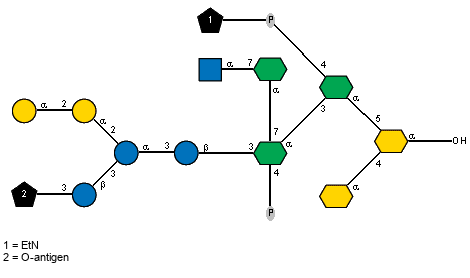 1 P
4
α 7
α
α
α 2 α
2
3
5
α OH
7
α
α 3 β 3
4
4
3
2 3 β
α
P
1 = EtN
2 = O-antigen